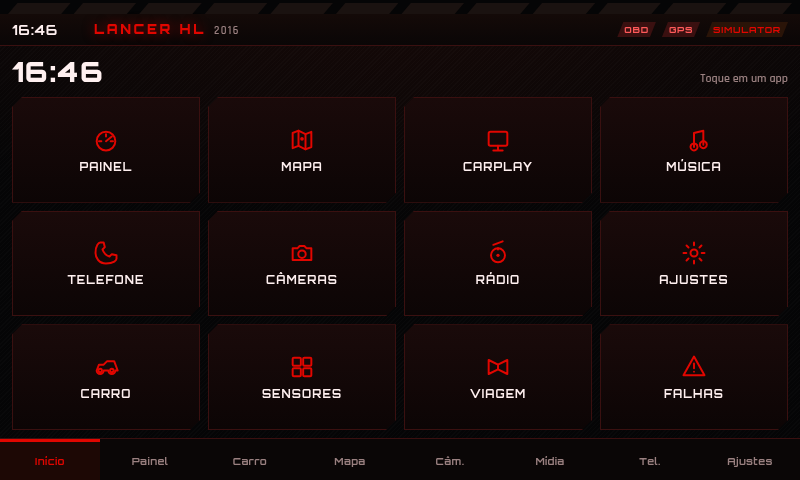 16:46 LANCER HL 2016 OBD GPS SIMULATOR
16:46 Toque em um app
PAINEL MAPA CARPLAY MÚSICA
TELEFONE CÂMERAS RÁDIO AJUSTES
CARRO SENSORES VIAGEM FALHAS
Início Painel Carro Mapa Câm. Mídia Tel. Ajustes